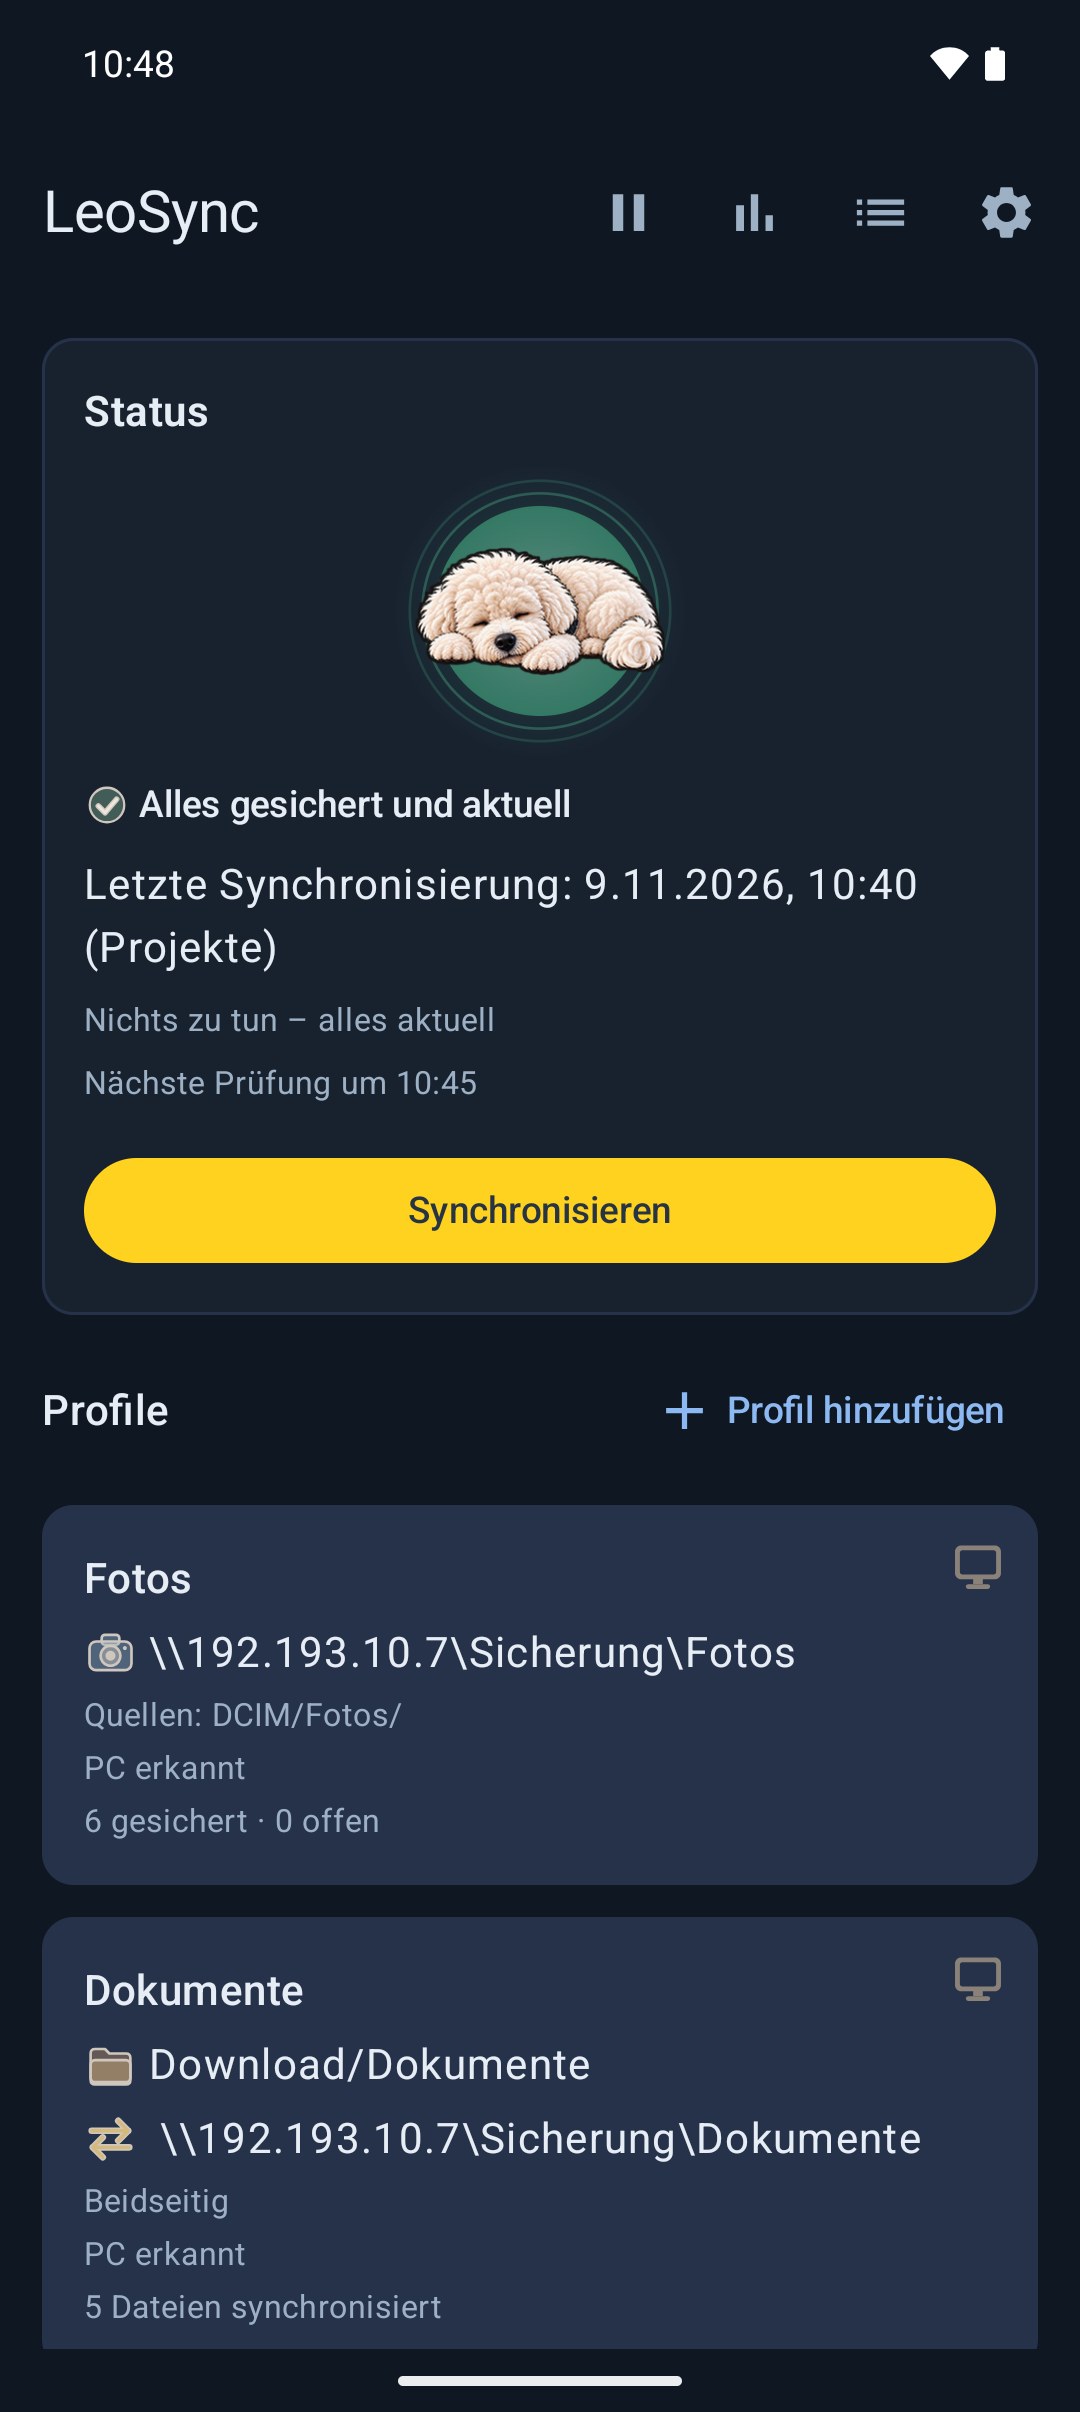 10:48
LeoSync
Status
Alles gesichert und aktuell
Letzte Synchronisierung: 9.11.2026, 10:40
(Projekte)
Nichts zu tun – alles aktuell
Nächste Prüfung um 10:45
Synchronisieren
Profile
Profil hinzufügen
Fotos
\\192.193.10.7\Sicherung\Fotos
Quellen: DCIM/Fotos/
PC erkannt
6 gesichert · 0 offen
Dokumente
Download/Dokumente
\\192.193.10.7\Sicherung\Dokumente
Beidseitig
PC erkannt
5 Dateien synchronisiert